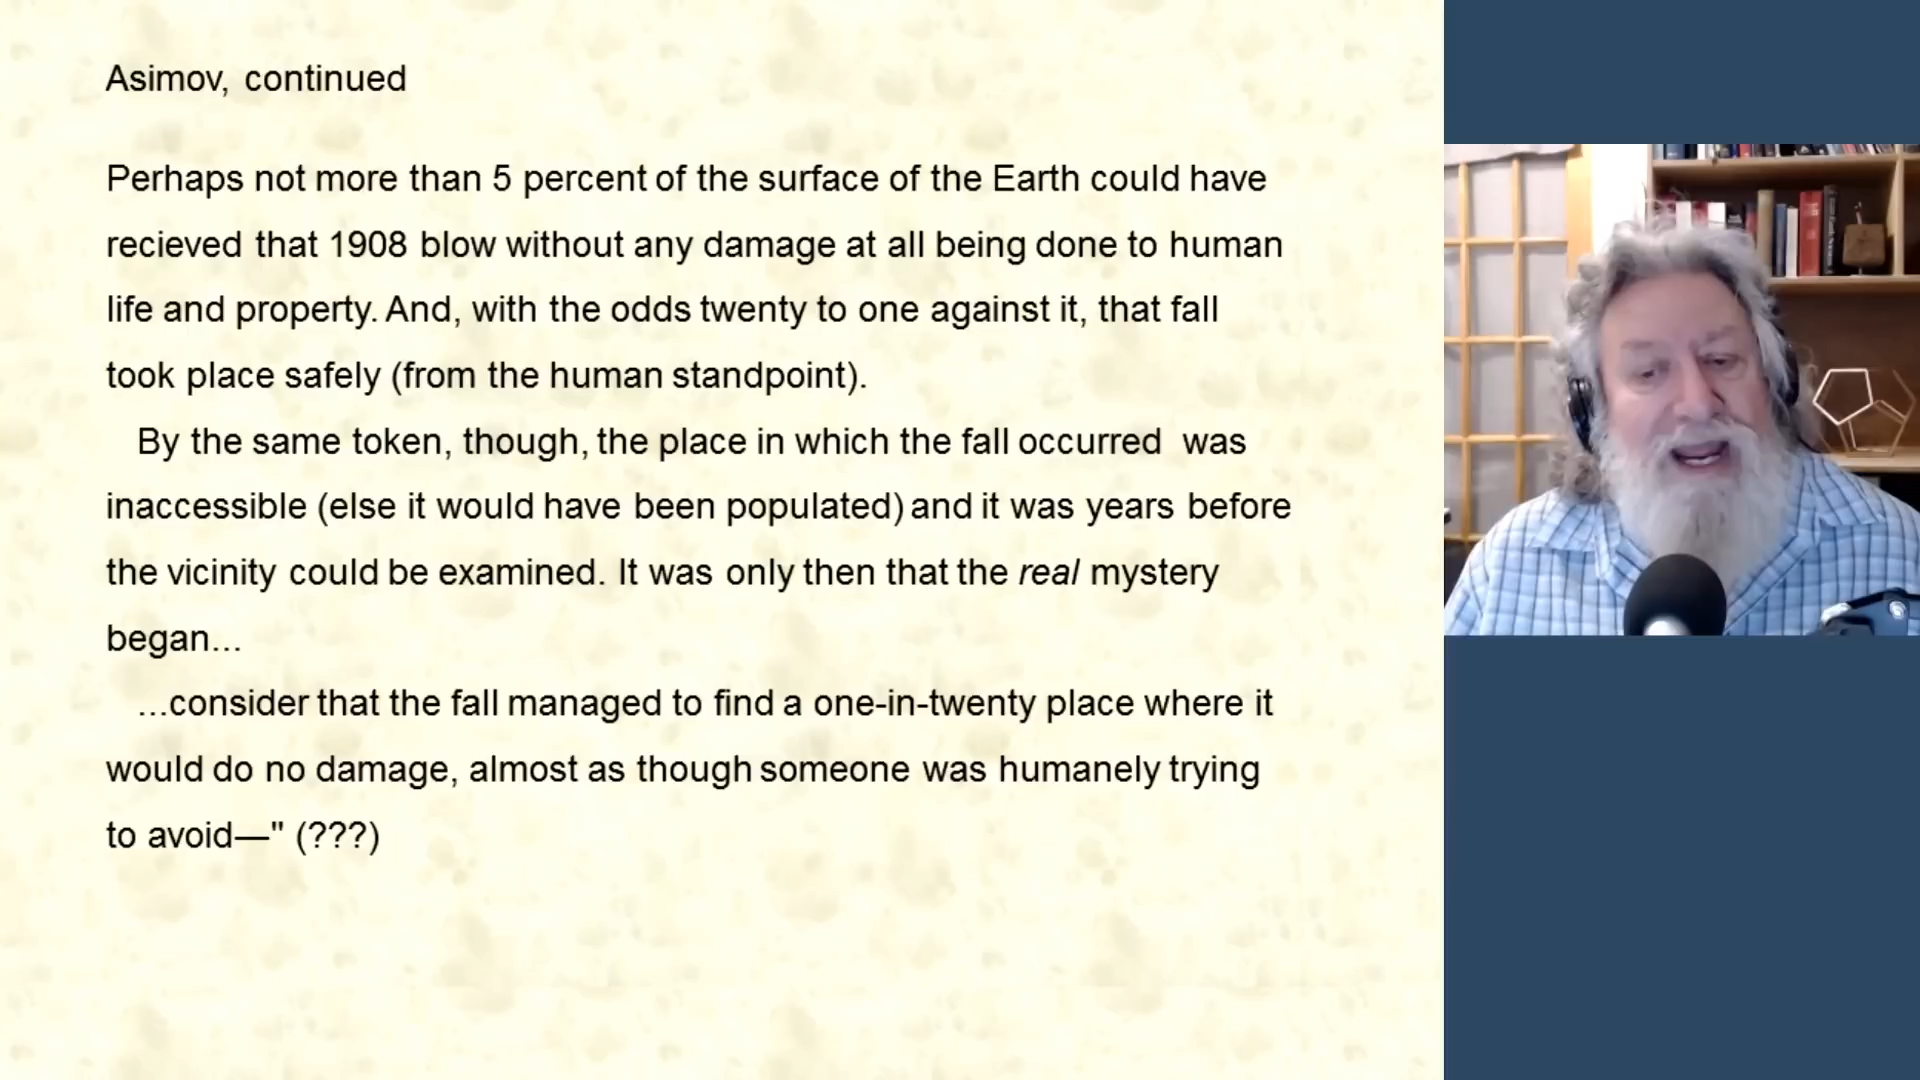 Asimov, continued
Perhaps not more than 5 percent of the surface of the Earth could have
recieved that 1908 blow without any damage at all being done to human
life and property. And, with the odds twenty to one against it, that fall
took place safely (from the human standpoint).
By the same token, though, the place in which the fall occurred was
inaccessible (else it would have been populated) and it was years before
the vicinity could be examined. It was only then that the real mystery
began...
...consider that the fall managed to find a one-in-twenty place where it
would do no damage, almost as though someone was humanely trying
to avoid—" (???)